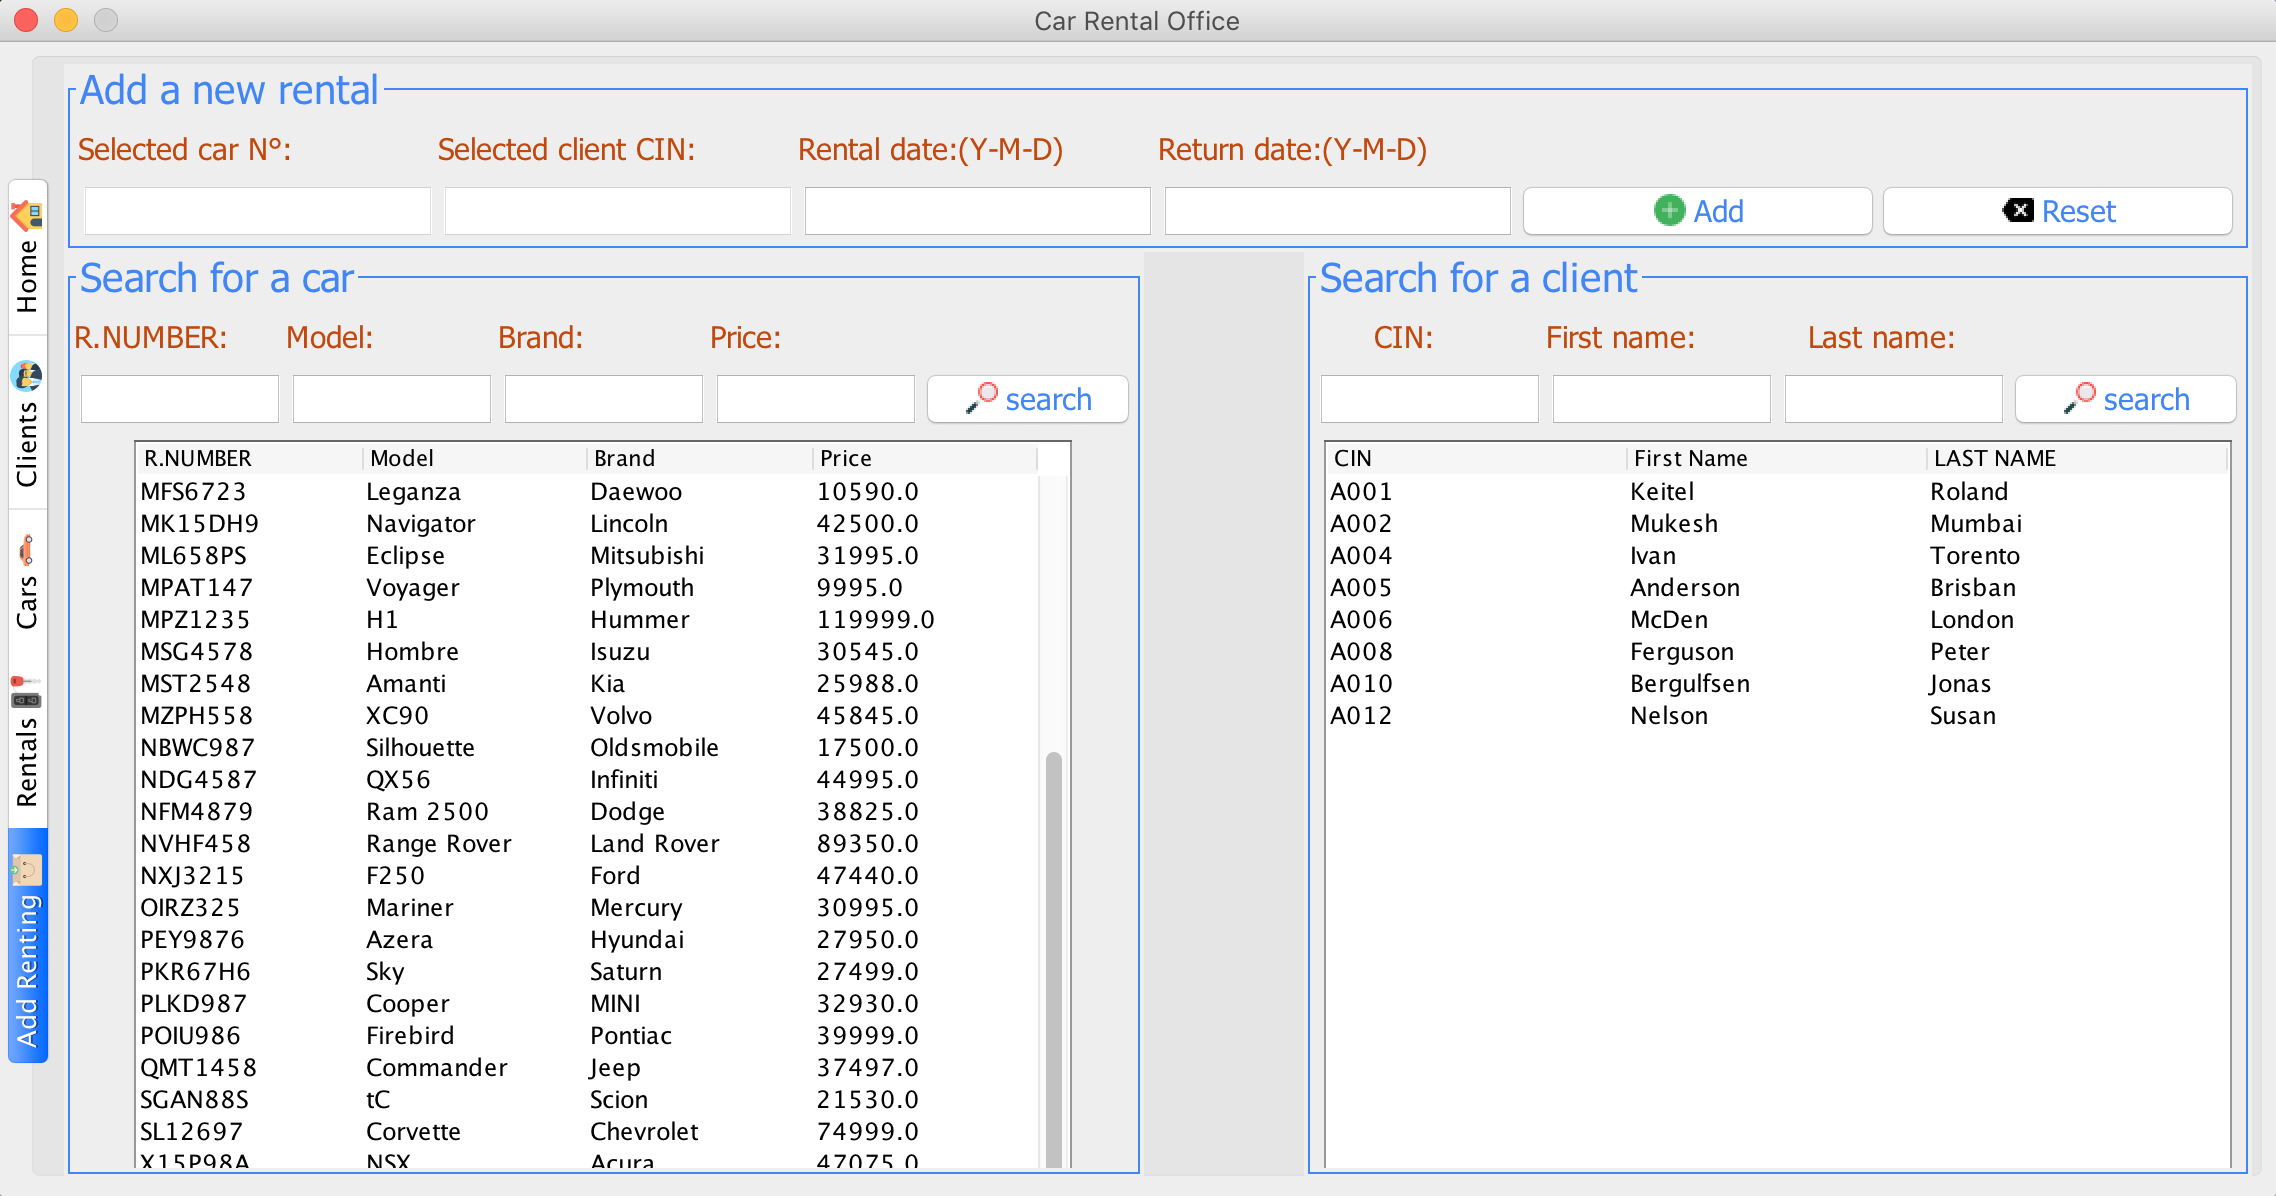 Car Rental Office
Add a new rental
Selected car N°: Selected client CIN: Rental date:(Y-M-D) Return date:(Y-M-D)
Add Reset
Home
Clients
Cars
Rentals
Add Renting
Search for a car
R.NUMBER: Model: Brand: Price:
search
R.NUMBER Model Brand Price
MFS6723 Leganza Daewoo 10590.0
MK15DH9 Navigator Lincoln 42500.0
ML658PS Eclipse Mitsubishi 31995.0
MPAT147 Voyager Plymouth 9995.0
MPZ1235 H1 Hummer 119999.0
MSG4578 Hombre Isuzu 30545.0
MST2548 Amanti Kia 25988.0
MZPH558 XC90 Volvo 45845.0
NBWC987 Silhouette Oldsmobile 17500.0
NDG4587 QX56 Infiniti 44995.0
NFM4879 Ram 2500 Dodge 38825.0
NVHF458 Range Rover Land Rover 89350.0
NXJ3215 F250 Ford 47440.0
OIRZ325 Mariner Mercury 30995.0
PEY9876 Azera Hyundai 27950.0
PKR67H6 Sky Saturn 27499.0
PLKD987 Cooper MINI 32930.0
POIU986 Firebird Pontiac 39999.0
QMT1458 Commander Jeep 37497.0
SGAN88S tC Scion 21530.0
SL12697 Corvette Chevrolet 74999.0
X15P98A NSX Acura 47075.0
Search for a client
CIN: First name: Last name:
search
CIN First Name LAST NAME
A001 Keitel Roland
A002 Mukesh Mumbai
A004 Ivan Torento
A005 Anderson Brisban
A006 McDen London
A008 Ferguson Peter
A010 Bergulfsen Jonas
A012 Nelson Susan